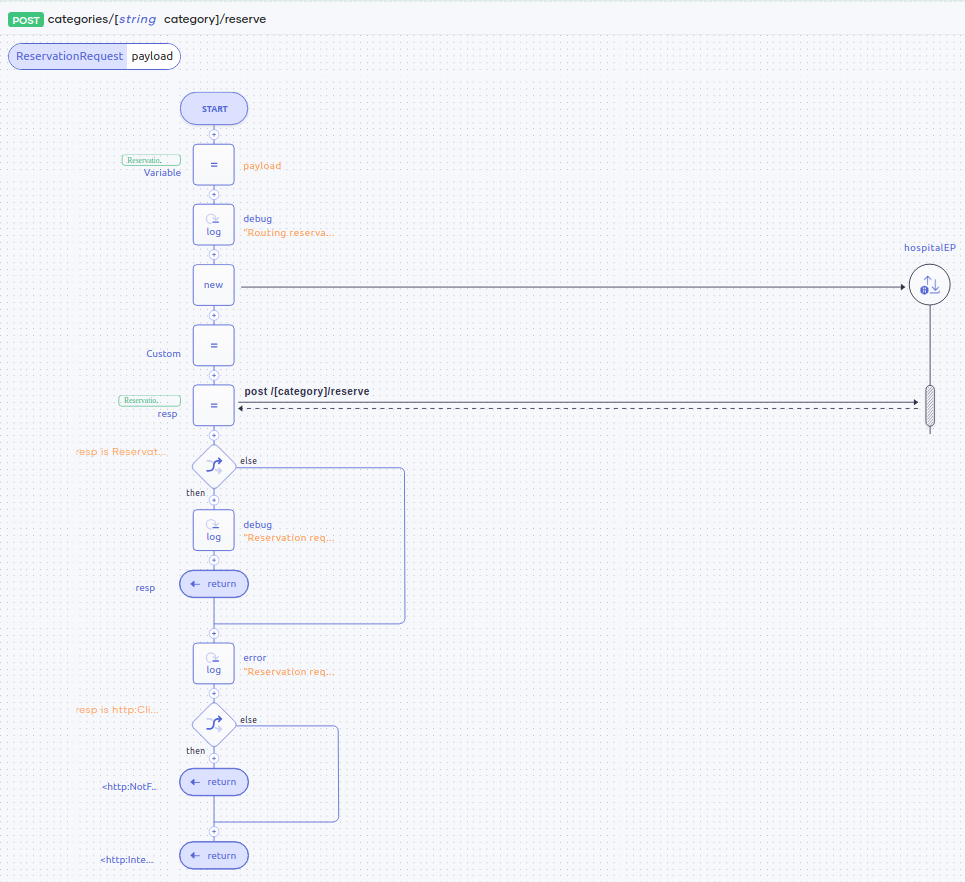 POST categories/[string category]/reserve
ReservationRequest payload
START
Reservatio.
Variable
=
payload
debug
log
"Routing reserva...
hospitalEP
new
=
Custom
post /[category]/reserve
Reservatio.
resp
=
resp is Reservat...
else
then
debug
log
"Reservation req...
return
resp
error
log
"Reservation req...
resp is http:Cli...
else
then
return
<http:NotF...
return
<http:Inte...